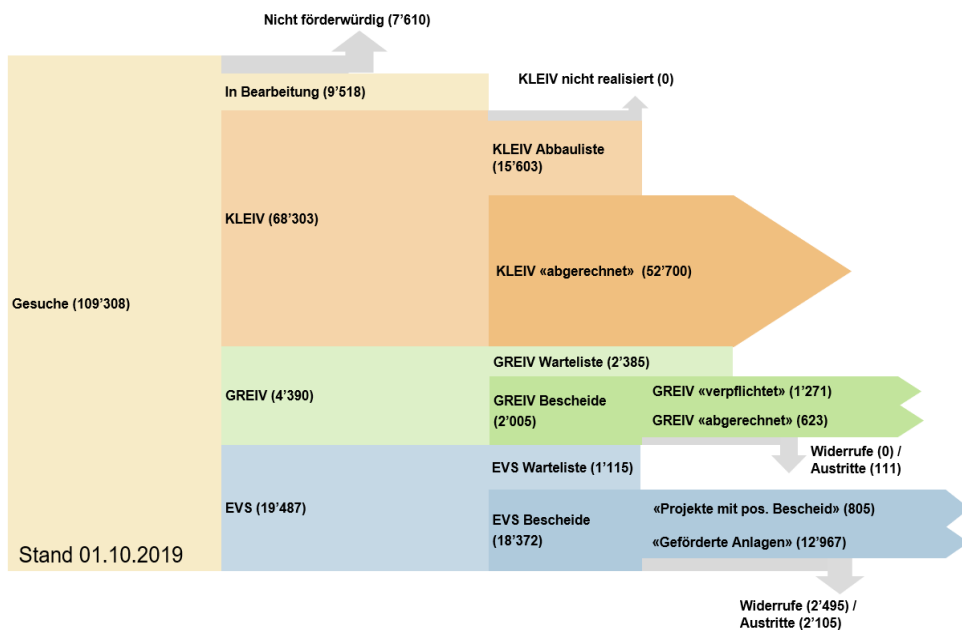 Nicht förderwürdig (7’610)
KLEIV nicht realisiert (0)
In Bearbeitung (9’518)
KLEIV Abbauliste
(15’603)
KLEIV (68’303)
KLEIV «abgerechnet» (52’700)
Gesuche (109’308)
GREIV Warteliste (2’385)
GREIV (4’390)
GREIV Bescheide
(2’005)
GREIV «verpflichtet» (1’271)
GREIV «abgerechnet» (623)
Widerrufe (0) /
Austritte (111)
EVS Warteliste (1’115)
EVS (19’487)
EVS Bescheide
(18’372)
«Projekte mit pos. Bescheid» (805)
«Geförderte Anlagen» (12’967)
Stand 01.10.2019
Widerrufe (2’495) /
Austritte (2’105)